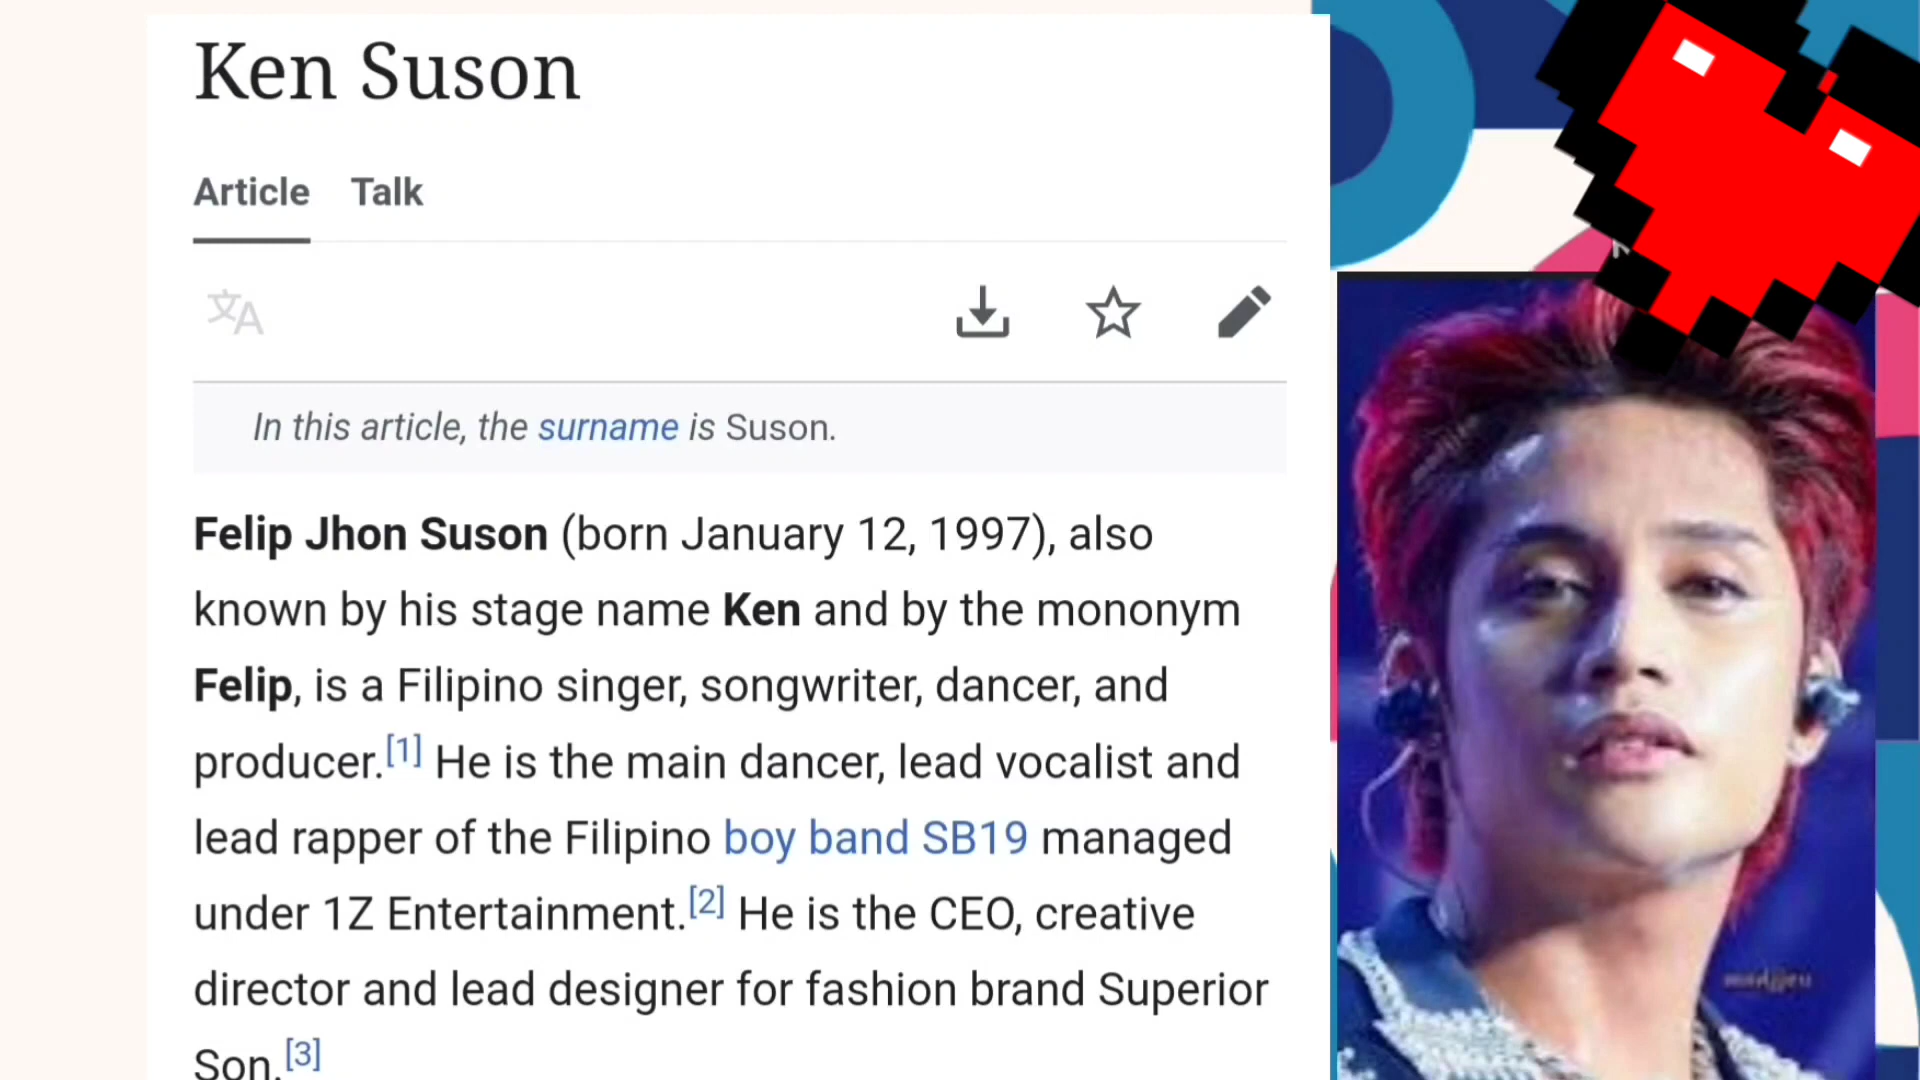 Ken Suson
Article Talk
文A
In this article, the surname is Suson.
Felip Jhon Suson (born January 12, 1997), also
known by his stage name Ken and by the mononym
Felip, is a Filipino singer, songwriter, dancer, and
producer.[1] He is the main dancer, lead vocalist and
lead rapper of the Filipino boy band SB19 managed
under 1Z Entertainment.[2] He is the CEO, creative
director and lead designer for fashion brand Superior
Son.[3]